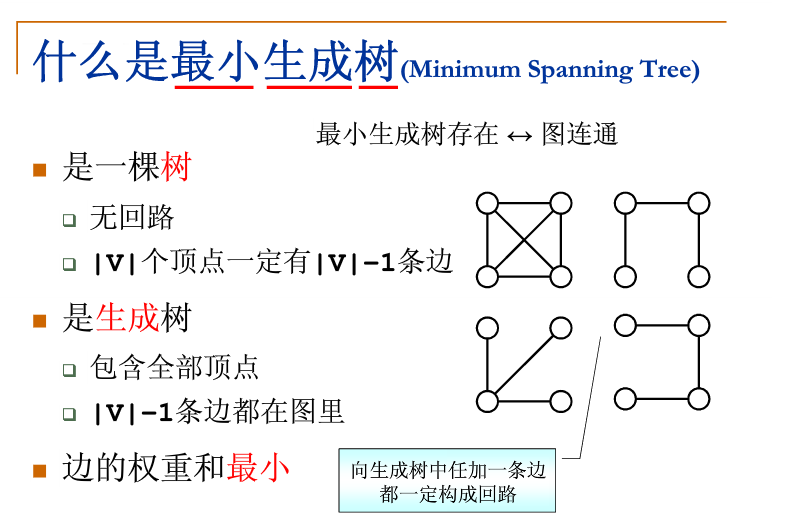 什么是最小生成树(Minimum Spanning Tree)
最小生成树存在 ↔ 图连通
是一棵树
无回路
|V|个顶点一定有|V|-1条边
是生成树
包含全部顶点
|V|-1条边都在图里
边的权重和最小
向生成树中任加一条边
都一定构成回路